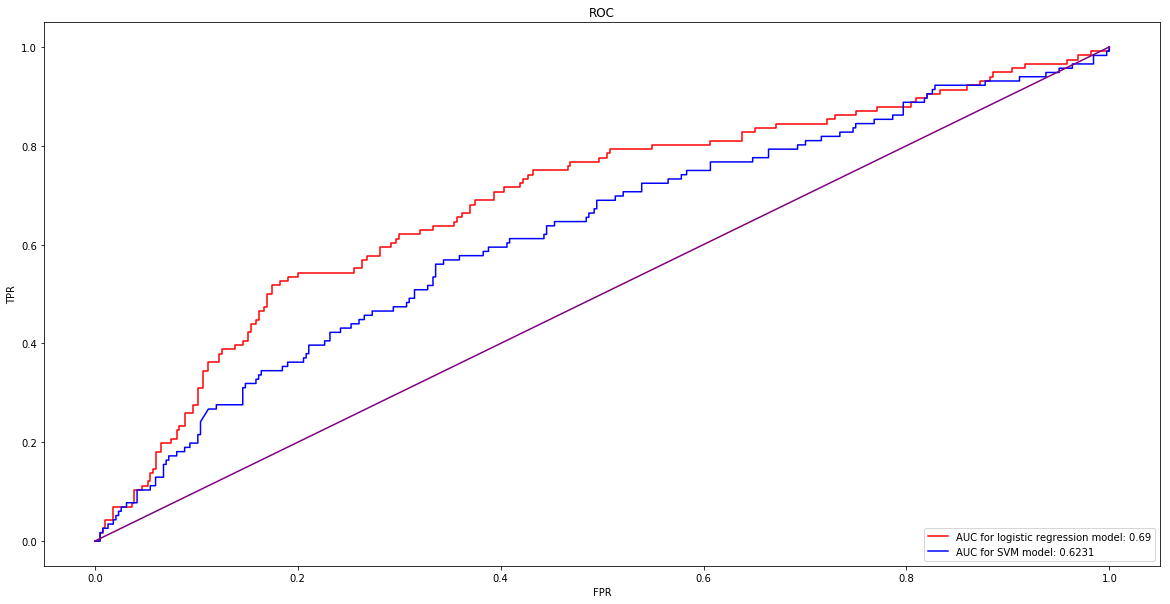 ROC
1.0
0.8
0.6
0.4
0.2
0.0
TPR
AUC for logistic regression model: 0.69
AUC for SVM model: 0.6231
0.0 0.2 0.4 0.6 0.8 1.0
FPR